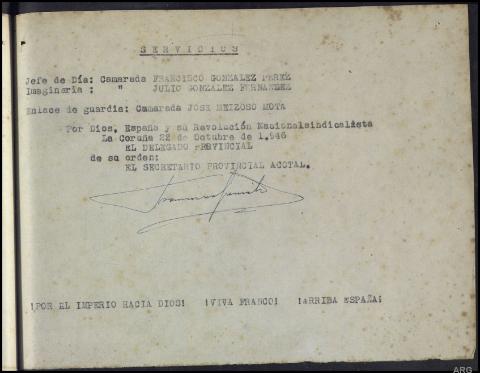 SERVICIOS
Jefe de Día: Camarada FRANCISCO GONZALEZ PEREZ
Imaginaria : " JULIO GONZALEZ FERNANDEZ
Enlace de guardia: Camarada JOSE MEIZOSO MOTA
Por Dios, España y su Revolución Nacionalsindicalista
La Coruña 22 de Octubre de 1.946
EL DELEGADO PROVINCIAL
de su orden:
EL SECRETARIO PROVINCIAL ACCTAL.
¡POR EL IMPERIO HACIA DIOS! ¡VIVA FRANCO! ¡ARRIBA ESPAÑA!
ARG